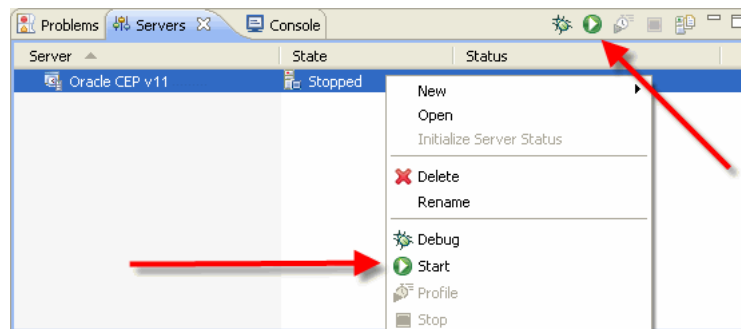 Problems Servers Console
Server State Status
Oracle CEP v11 Stopped
New
Open
Initialize Server Status
Delete
Rename
Debug
Start
Profile
Stop